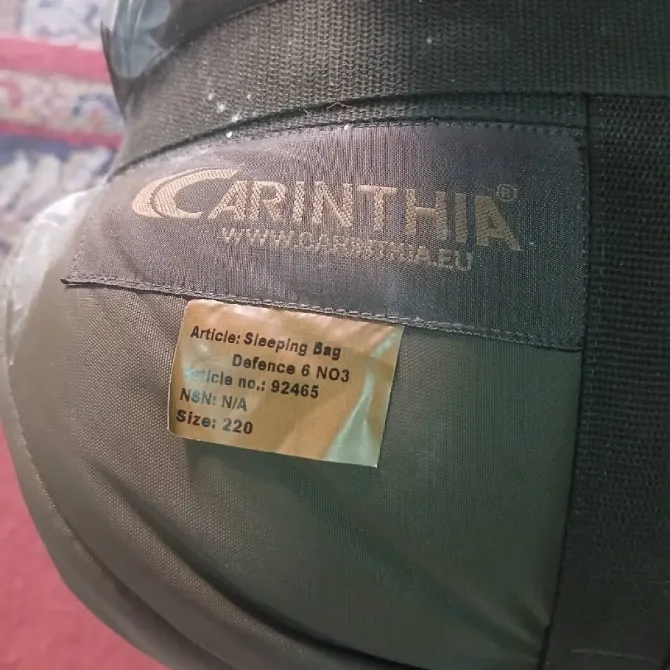 CARINTHIA®
WWW.CARINTHIA.EU
Article: Sleeping Bag
Defence 6 NO3
Article no.: 92465
NSN: N/A
Size: 220